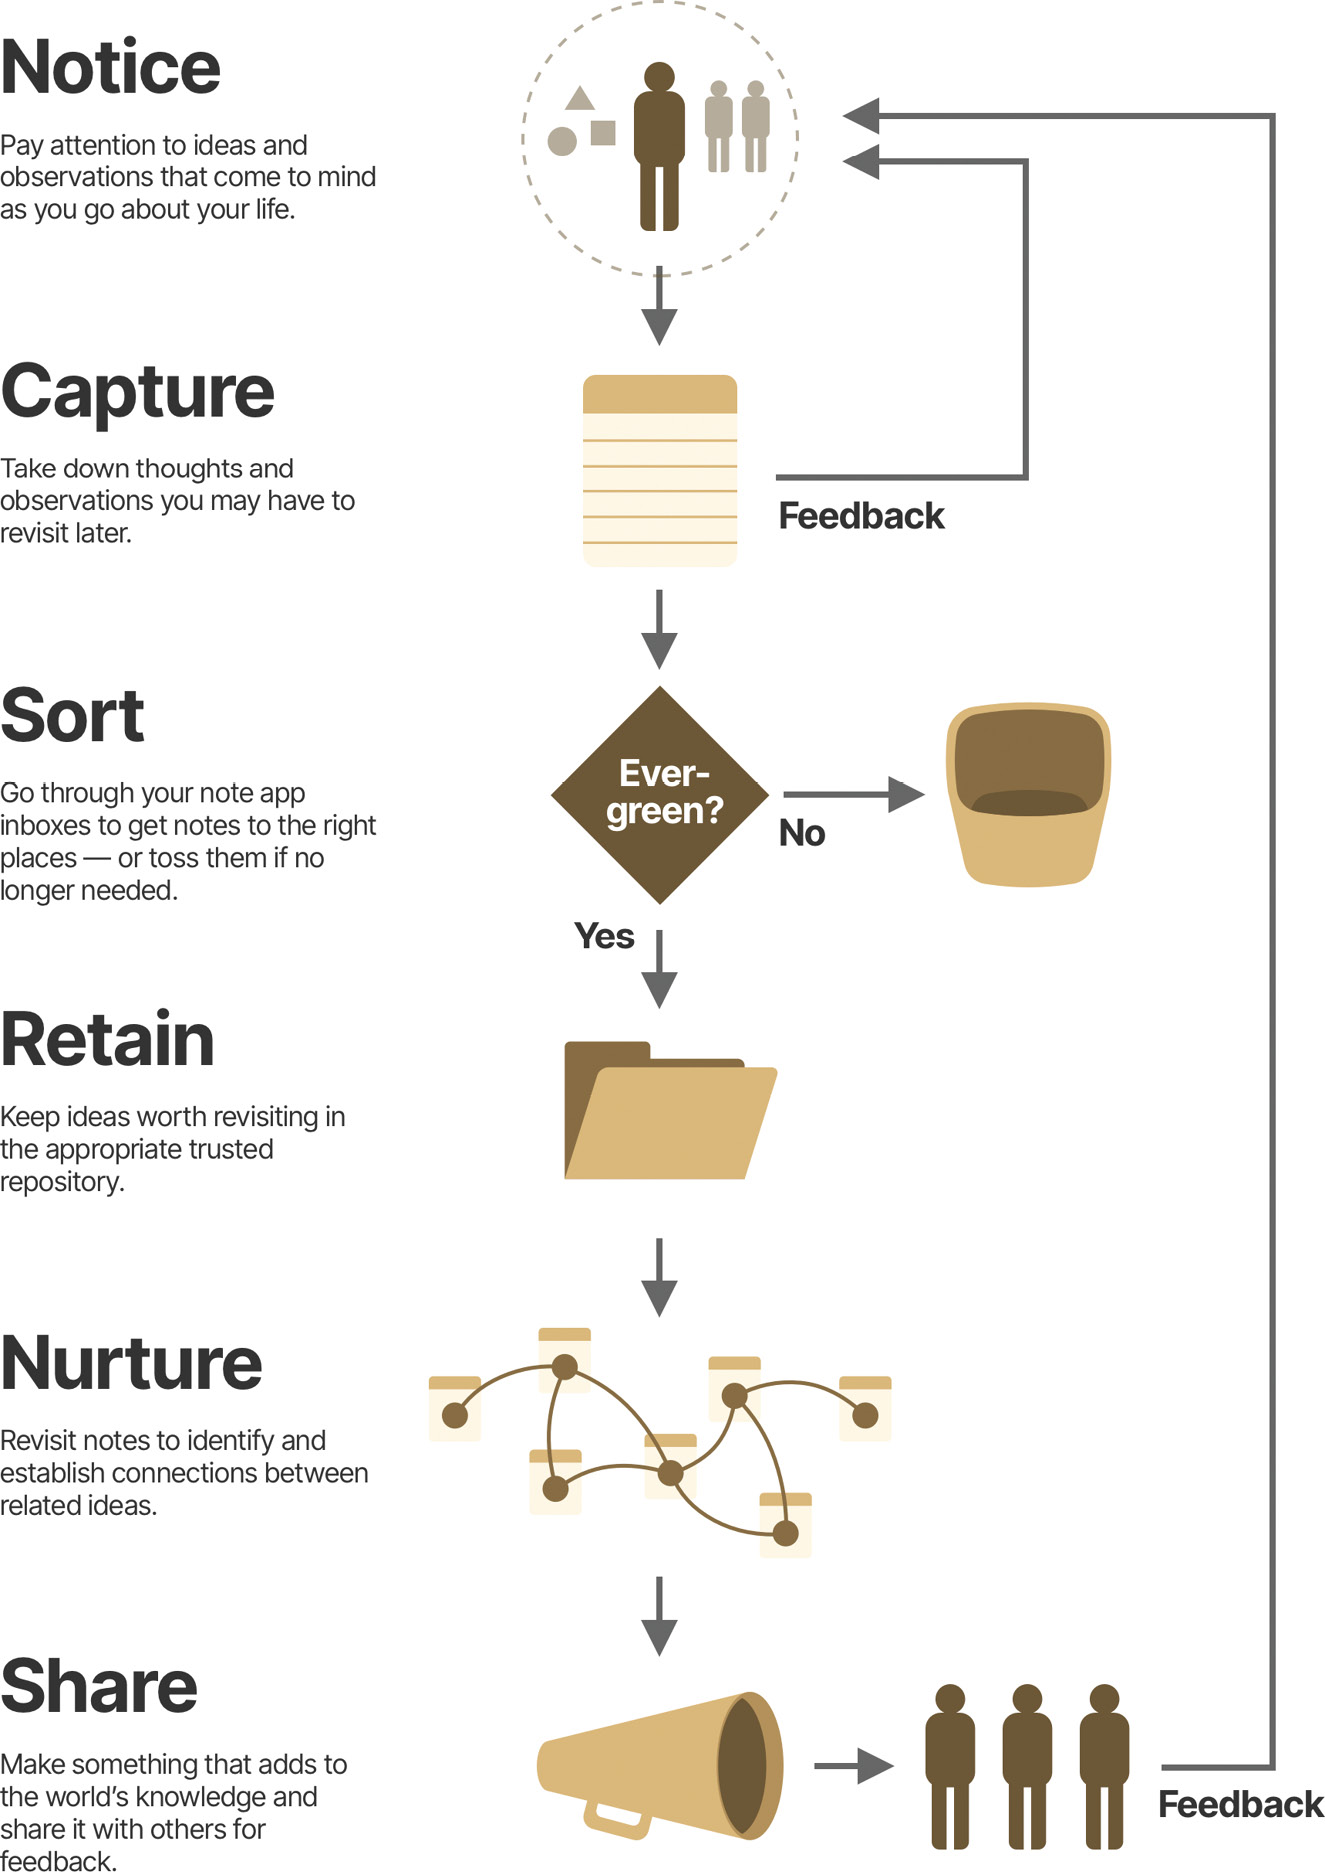 Notice
Pay attention to ideas and
observations that come to mind
as you go about your life.
Capture
Take down thoughts and
observations you may have to
revisit later.
Feedback
Sort
Go through your note app
inboxes to get notes to the right
places — or toss them if no
longer needed.
Ever-
green?
No
Yes
Retain
Keep ideas worth revisiting in
the appropriate trusted
repository.
Nurture
Revisit notes to identify and
establish connections between
related ideas.
Share
Make something that adds to
the world’s knowledge and
share it with others for
feedback.
Feedback